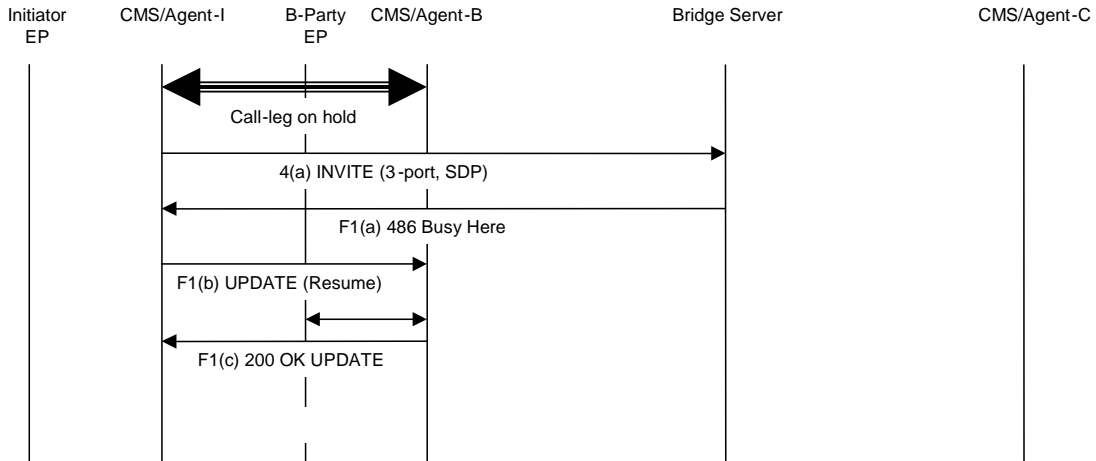 Initiator
EP
CMS/Agent-I
B-Party
EP
CMS/Agent-B
Bridge Server
CMS/Agent-C
Call-leg on hold
4(a) INVITE (3-port, SDP)
F1(a) 486 Busy Here
F1(b) UPDATE (Resume)
F1(c) 200 OK UPDATE